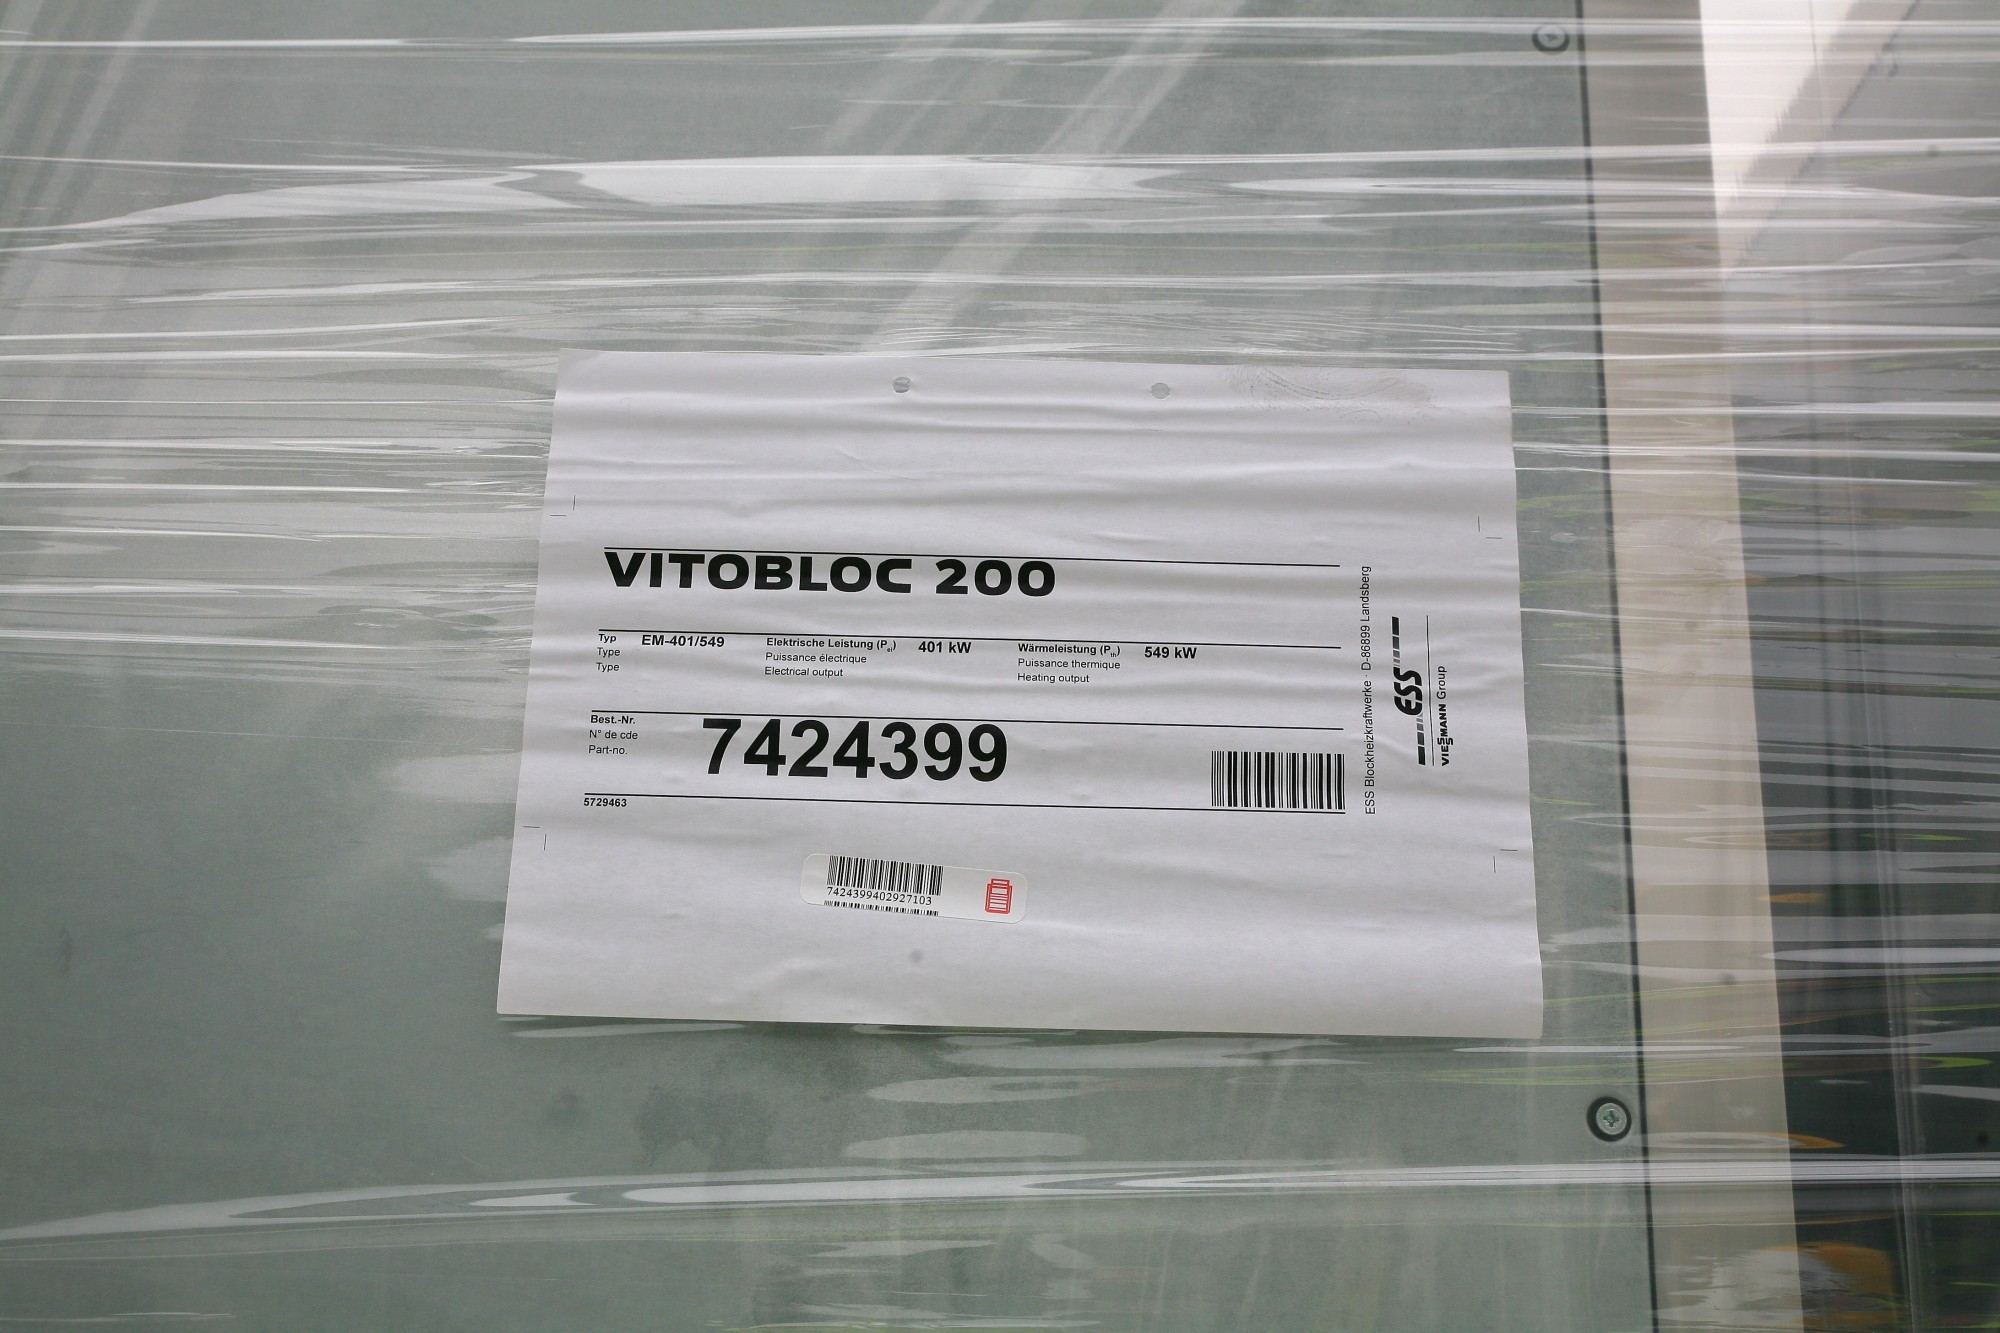 VITOBLOC 200
Typ EM-401/549 Elektrische Leistung (Pel) 401 kW Wärmeleistung (Pth) 549 kW
Type Puissance électrique Puissance thermique
Type Electrical output Heating output
Best.-Nr. 7424399
N° de cde
Part-no.
5729463
7424399402927103
ESS Blockheizkraftwerke · D-86899 Landsberg
ESS
VIESSMANN Group